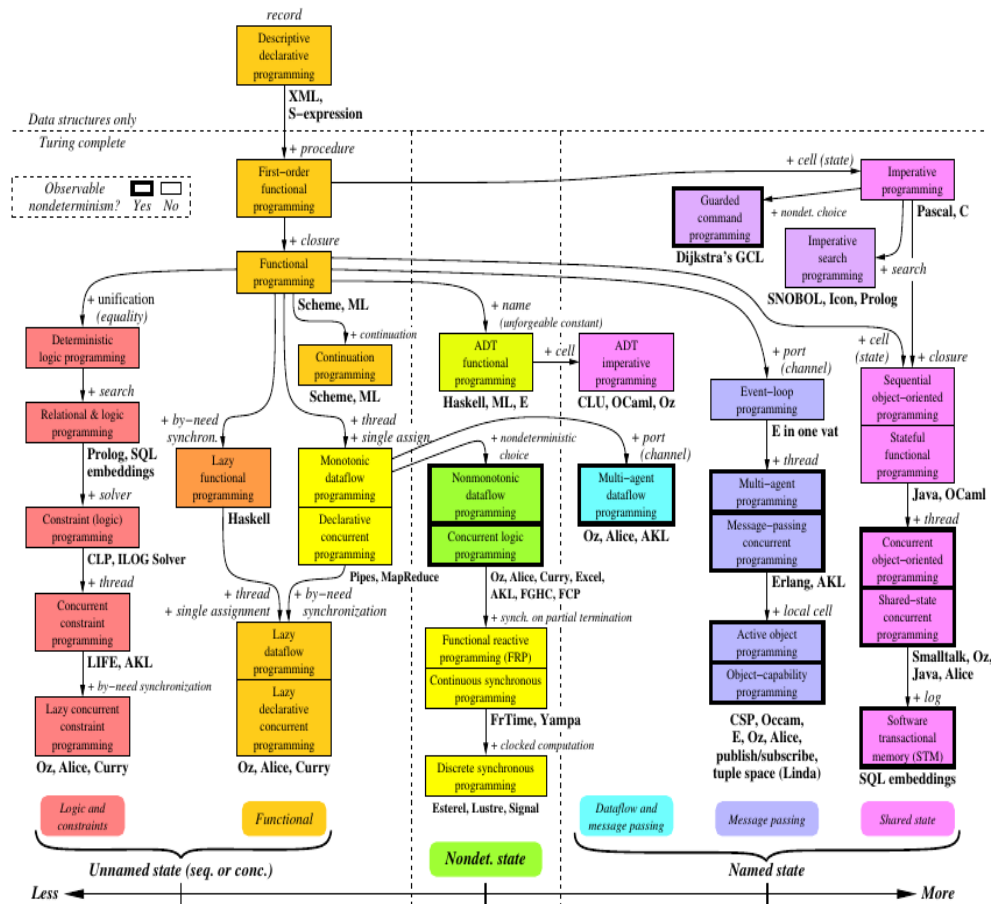 record
Descriptive
declarative
programming
XML,
S−expression
Data structures only
Turing complete
+ procedure
Observable
nondeterminism?
Yes
No
First−order
functional
programming
+ cell (state)
Imperative
programming
Pascal, C
+ nondet. choice
Guarded
command
programming
Dijkstra's GCL
Imperative
search
programming
+ search
SNOBOL, Icon, Prolog
+ closure
Functional
programming
Scheme, ML
+ unification
(equality)
+ continuation
Continuation
programming
Scheme, ML
+ name
(unforgeable constant)
ADT
functional
programming
Haskell, ML, E
+ cell
ADT
imperative
programming
CLU, OCaml, Oz
+ port
(channel)
Event−loop
programming
E in one vat
+ cell
(state)
+ closure
Sequential
object−oriented
programming
Stateful
functional
programming
Java, OCaml
Deterministic
logic programming
+ search
Relational & logic
programming
Prolog, SQL
embeddings
+ solver
Constraint (logic)
programming
CLP, ILOG Solver
+ thread
Concurrent
constraint
programming
LIFE, AKL
+ by−need synchronization
Lazy concurrent
constraint
programming
Oz, Alice, Curry
+ by−need
synchron.
Lazy
functional
programming
Haskell
+ thread
+ single assign.
Monotonic
dataflow
programming
Declarative
concurrent
programming
Pipes, MapReduce
+ thread
+ single assignment
+ by−need
synchronization
Lazy
dataflow
programming
Lazy
declarative
concurrent
programming
Oz, Alice, Curry
+ nondeterministic
choice
Nonmonotonic
dataflow
programming
Concurrent logic
programming
Oz, Alice, Curry, Excel,
AKL, FGHC, FCP
+ synch. on partial termination
Functional reactive
programming (FRP)
Continuous synchronous
programming
FrTime, Yampa
+ clocked computation
Discrete synchronous
programming
Esterel, Lustre, Signal
+ port
(channel)
Multi−agent
dataflow
programming
Oz, Alice, AKL
+ thread
Multi−agent
programming
Message−passing
concurrent
programming
Erlang, AKL
+ local cell
Active object
programming
Object−capability
programming
CSP, Occam,
E, Oz, Alice,
publish/subscribe,
tuple space (Linda)
+ thread
Concurrent
object−oriented
programming
Shared−state
concurrent
programming
Smalltalk, Oz,
Java, Alice
+ log
Software
transactional
memory (STM)
SQL embeddings
Logic and
constraints
Functional
Dataflow and
message passing
Message passing
Shared state
Unnamed state (seq. or conc.)
Nondet. state
Named state
Less
More